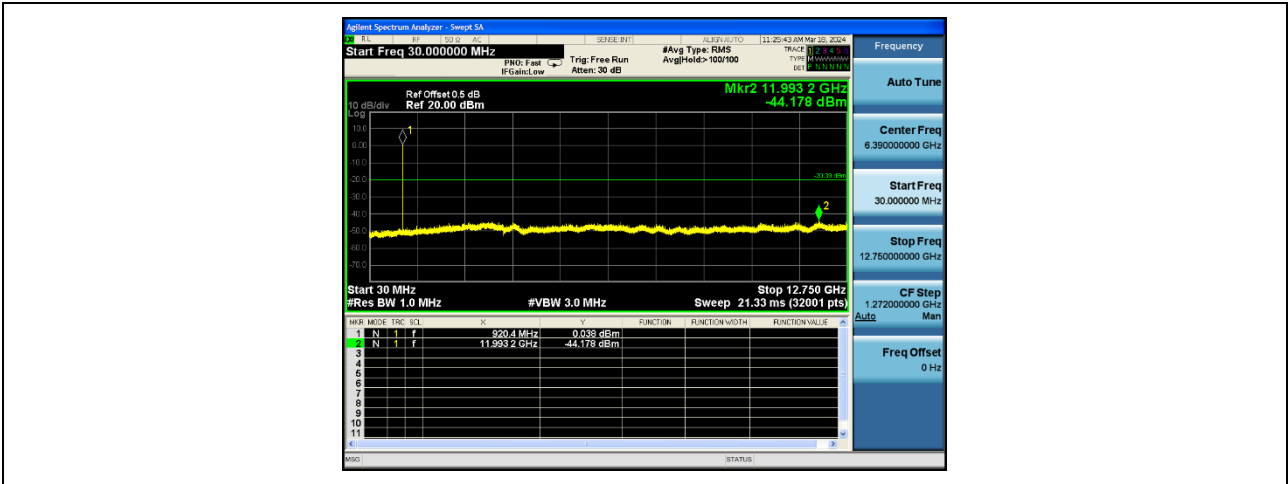 Agilent Spectrum Analyzer - Swept SA
RL RF 50 Ω AC SENSE:INT ALIGN AUTO 11:25:43 AM Mar 18, 2024
Start Freq 30.000000 MHz
#Avg Type: RMS
TRACE 1 2 3 4 5 6
PNO: Fast Trig: Free Run Avg|Hold:>100/100
TYPE M
IFGain:Low Atten: 30 dB
DET P N N N N N
Frequency
Auto Tune
Mkr2 11.993 2 GHz
-44.178 dBm
Ref Offset 0.5 dB
10 dB/div Ref 20.00 dBm
Log
10.0
0.00
-10.0
-20.0
-30.0
-40.0
-50.0
-60.0
-70.0
1
-20.39 dBm
2
Center Freq
6.390000000 GHz
Start Freq
30.000000 MHz
Stop Freq
12.750000000 GHz
Start 30 MHz Stop 12.750 GHz
#Res BW 1.0 MHz #VBW 3.0 MHz Sweep 21.33 ms (32001 pts)
CF Step
1.272000000 GHz
Auto Man
Freq Offset
0 Hz
MKR MODE TRC SCL X Y FUNCTION FUNCTION WIDTH FUNCTION VALUE
1 N 1 f 920.4 MHz 0.038 dBm
2 N 1 f 11.993 2 GHz -44.178 dBm
3
4
5
6
7
8
9
10
11
MSG STATUS